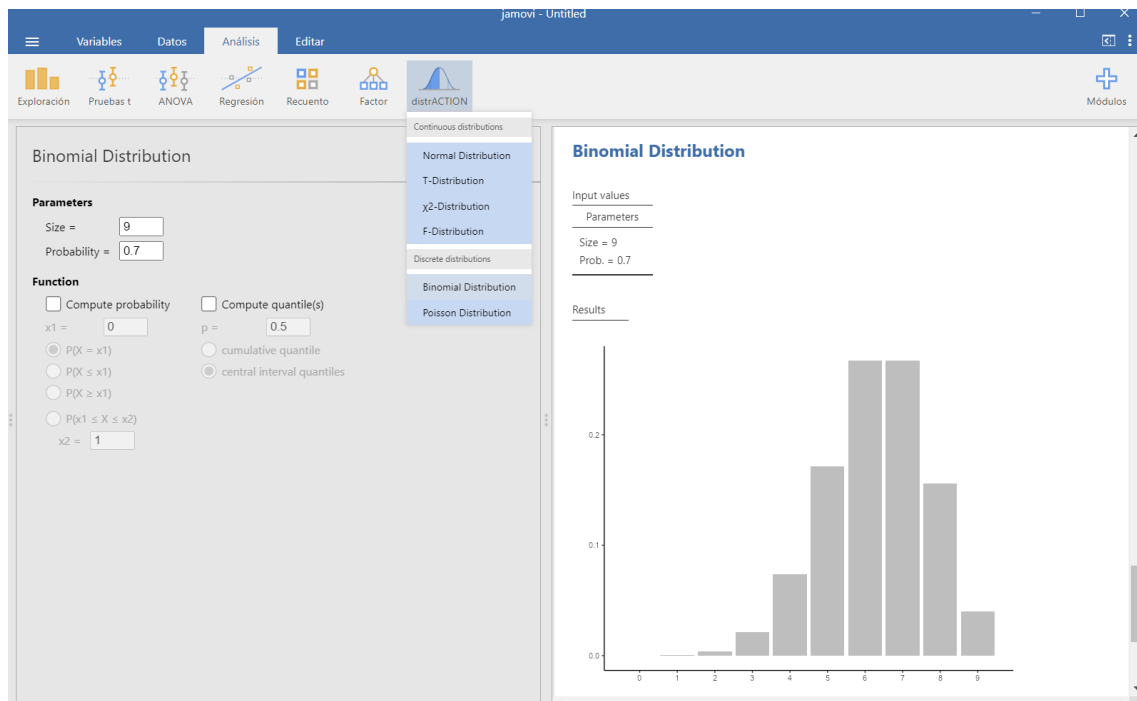 jamovi - Untitled
Variables Datos Análisis Editar
Exploración Pruebas t ANOVA Regresión Recuento Factor distrACTION Módulos
Continuous distributions
Normal Distribution
T-Distribution
χ2-Distribution
F-Distribution
Discrete distributions
Binomial Distribution
Poisson Distribution
Binomial Distribution
Parameters
Size = 9
Probability = 0.7
Function
Compute probability Compute quantile(s)
x1 = 0 p = 0.5
P(X = x1) cumulative quantile
P(X ≤ x1) central interval quantiles
P(X ≥ x1)
P(x1 ≤ X ≤ x2)
x2 = 1
Binomial Distribution
Input values
Parameters
Size = 9
Prob. = 0.7
Results
0.2
0.1
0.0
0 1 2 3 4 5 6 7 8 9